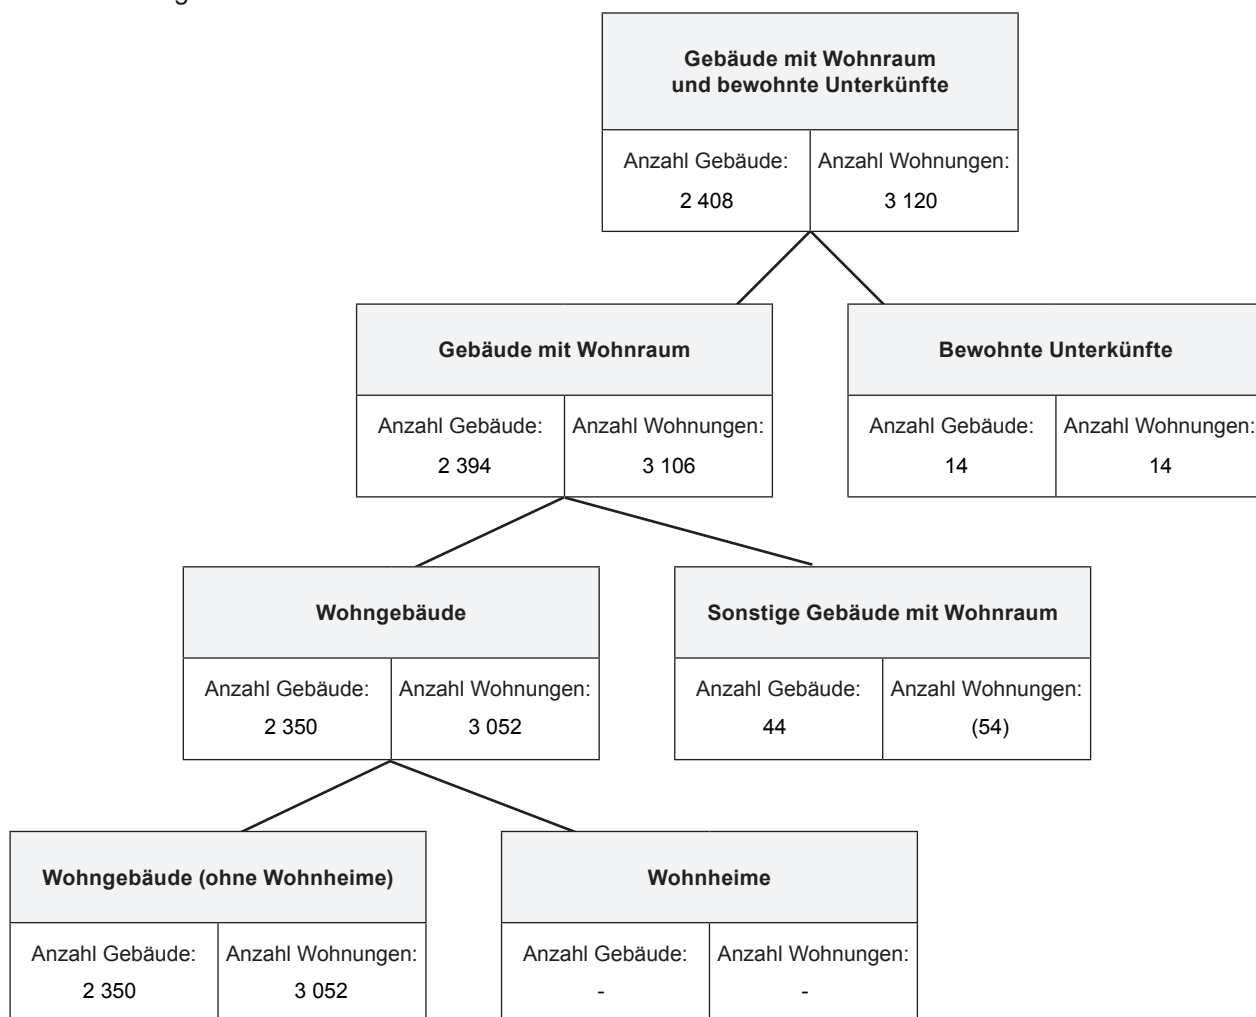 Gebäude mit Wohnraum
und bewohnte Unterkünfte
Anzahl Gebäude: Anzahl Wohnungen:
2 408 3 120
Gebäude mit Wohnraum Bewohnte Unterkünfte
Anzahl Gebäude: Anzahl Wohnungen: Anzahl Gebäude: Anzahl Wohnungen:
2 394 3 106 14 14
Wohngebäude Sonstige Gebäude mit Wohnraum
Anzahl Gebäude: Anzahl Wohnungen: Anzahl Gebäude: Anzahl Wohnungen:
2 350 3 052 44 (54)
Wohngebäude (ohne Wohnheime) Wohnheime
Anzahl Gebäude: Anzahl Wohnungen: Anzahl Gebäude: Anzahl Wohnungen:
2 350 3 052 - -